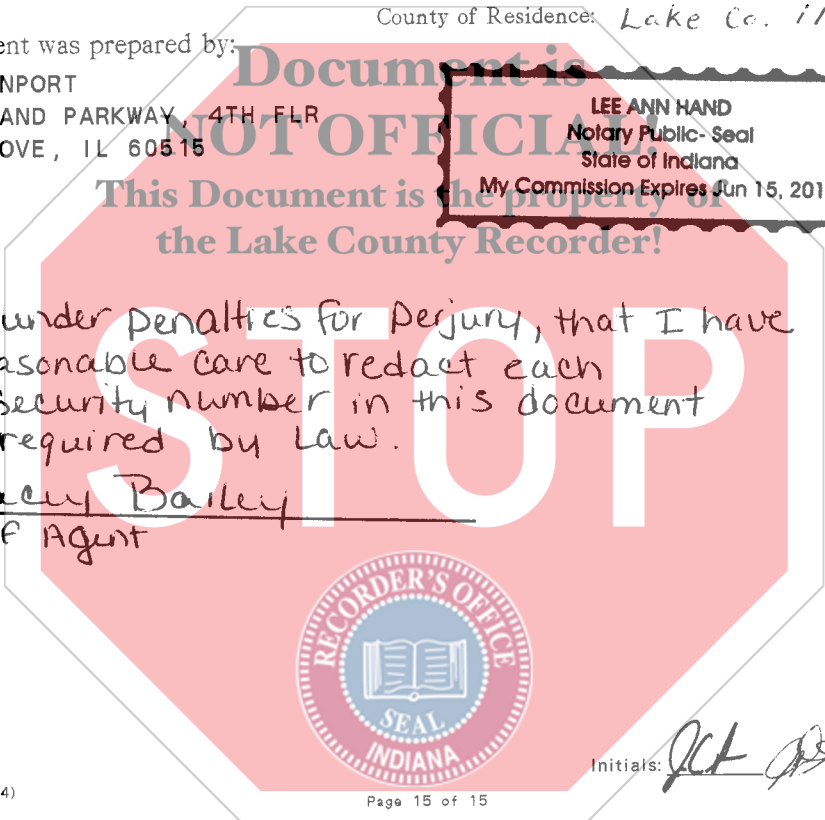 County of Residence: Lake Co.
ent was prepared by:
NPORT
AND PARKWAY, 4TH FLR
OVE, IL 60515
Document is
NOT OFFICIAL!
This Document is the property of
the Lake County Recorder!
LEE ANN HAND
Notary Public- Seal
State of Indiana
My Commission Expires Jun 15, 201
under penalties for perjury, that I have
asonable care to redact each
security number in this document
required by Law.
acey Bailey
f Agent
STOP
RECORDER'S OFFICE
SEAL
INDIANA
Initials: JCA
4)
Page 15 of 15